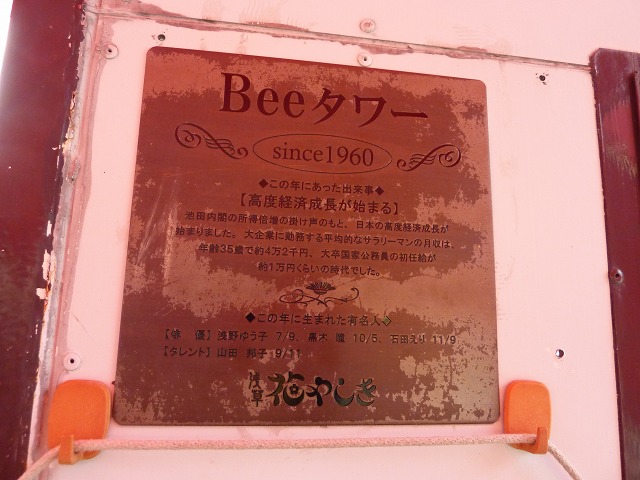 Beeタワー
since1960
◆この年にあった出来事◆
【高度経済成長が始まる】
池田内閣の所得倍増の掛け声のもと、日本の高度経済成長が
始まりました。大企業に勤務する平均的なサラリーマンの月収は、
年齢35歳で約4万2千円、大卒国家公務員の初任給が
約1万円くらいの時代でした。
◆この年に生まれた有名人◇
【俳 優】浅野ゆう子 7/9、黒木 瞳 10/5、石田えり 11/9
【タレント】山田 邦子 9/11
浅草 花やしき